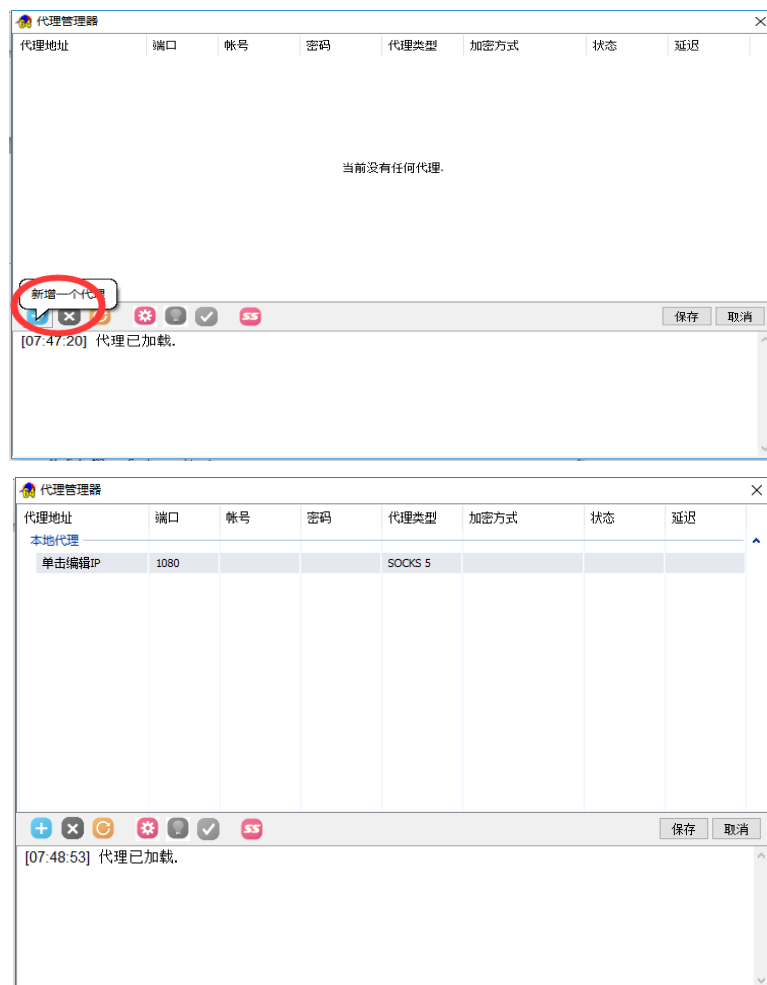 代理管理器
代理地址 端口 帐号 密码 代理类型 加密方式 状态 延迟
当前没有任何代理.
新增一个代理
SS 保存 取消
[07:47:20] 代理已加载.
代理管理器
代理地址 端口 帐号 密码 代理类型 加密方式 状态 延迟
本地代理
单击编辑IP 1080 SOCKS 5
SS 保存 取消
[07:48:53] 代理已加载.